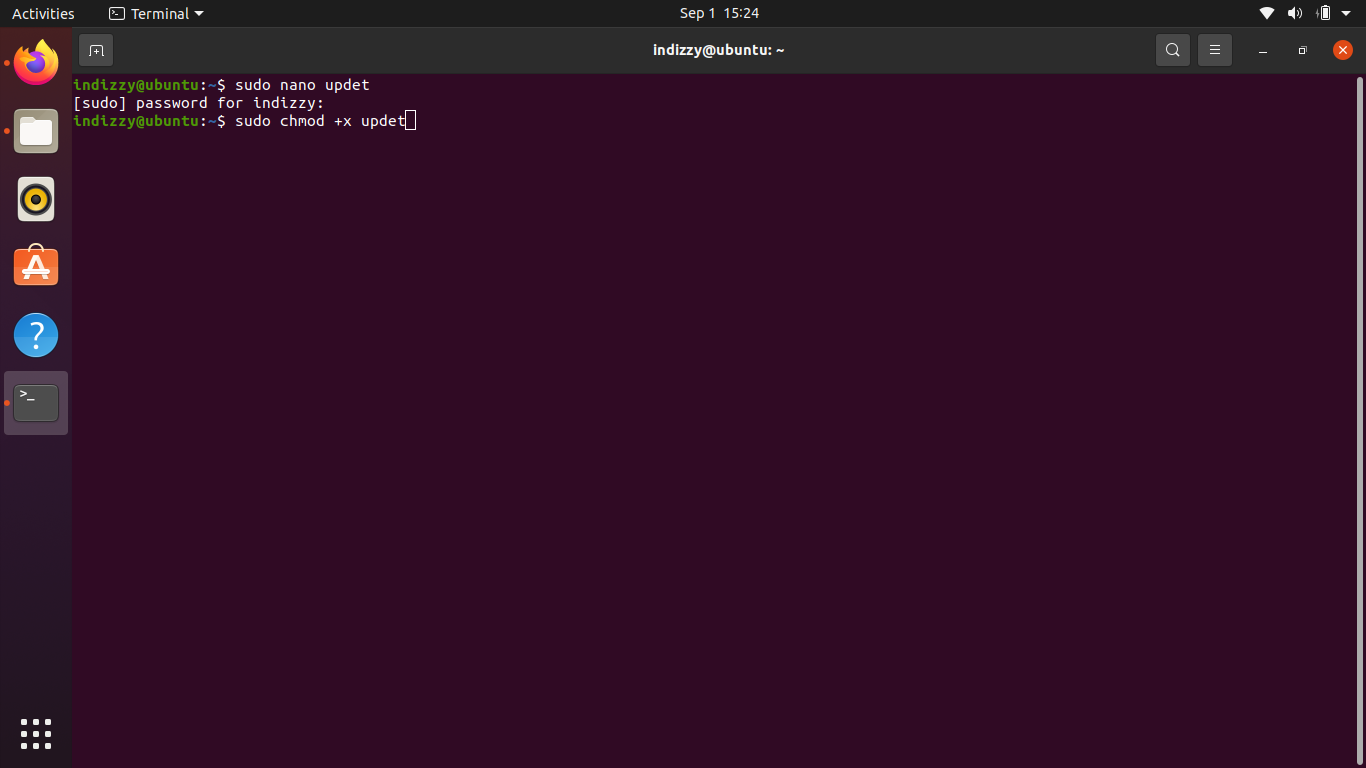 Activities
Terminal
Sep 1 15:24
indizzy@ubuntu: ~
indizzy@ubuntu:~$ sudo nano updet
[sudo] password for indizzy:
indizzy@ubuntu:~$ sudo chmod +x updet